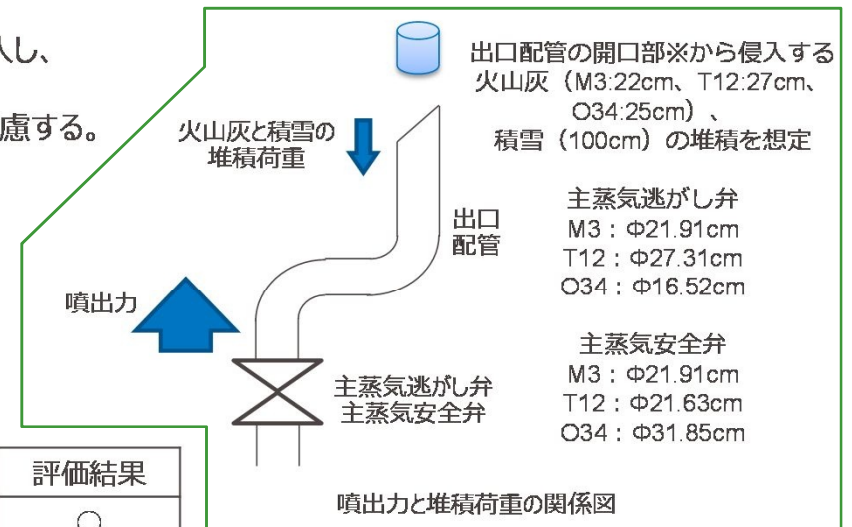 入し、
慮する。
出口配管の開口部※から侵入する
火山灰（M3:22cm、T12:27cm、
O34:25cm）、
積雪（100cm）の堆積を想定
火山灰と積雪の
堆積荷重
出口
配管
噴出力
主蒸気逃がし弁
主蒸気安全弁
主蒸気逃がし弁
M3：Φ21.91cm
T12：Φ27.31cm
O34：Φ16.52cm
主蒸気安全弁
M3：Φ21.91cm
T12：Φ21.63cm
O34：Φ31.85cm
評価結果
○
噴出力と堆積荷重の関係図